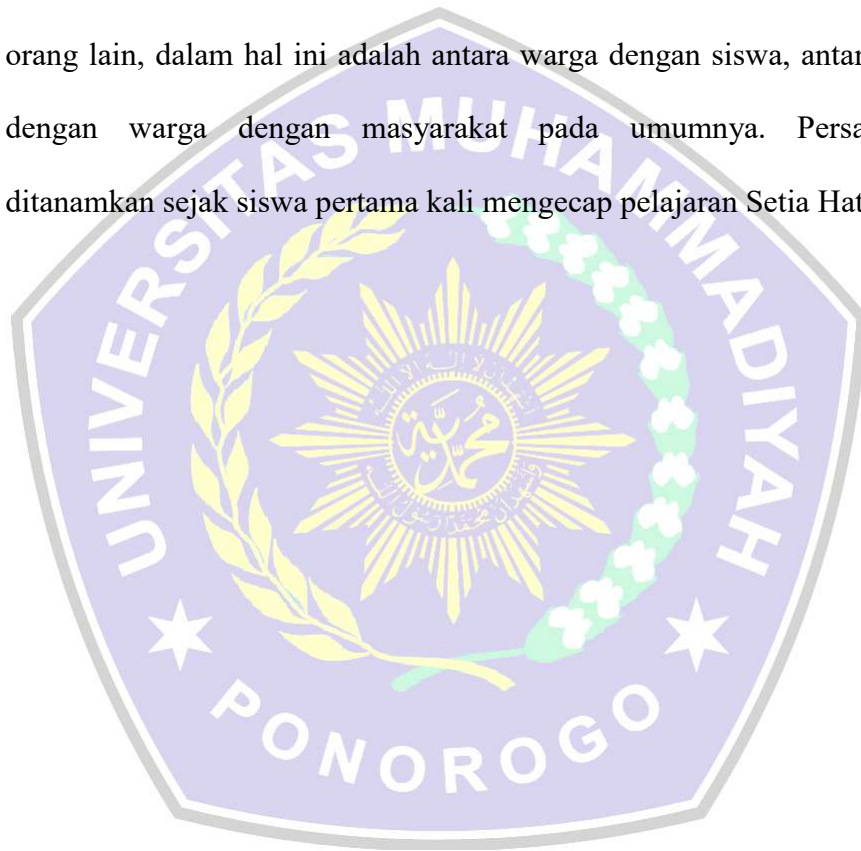 orang lain, dalam hal ini adalah antara warga dengan siswa, antar
dengan warga dengan masyarakat pada umumnya. Persa
ditanamkan sejak siswa pertama kali mengecap pelajaran Setia Hat
UNIVERSITAS MUHAMMADIYAH
PONOROGO